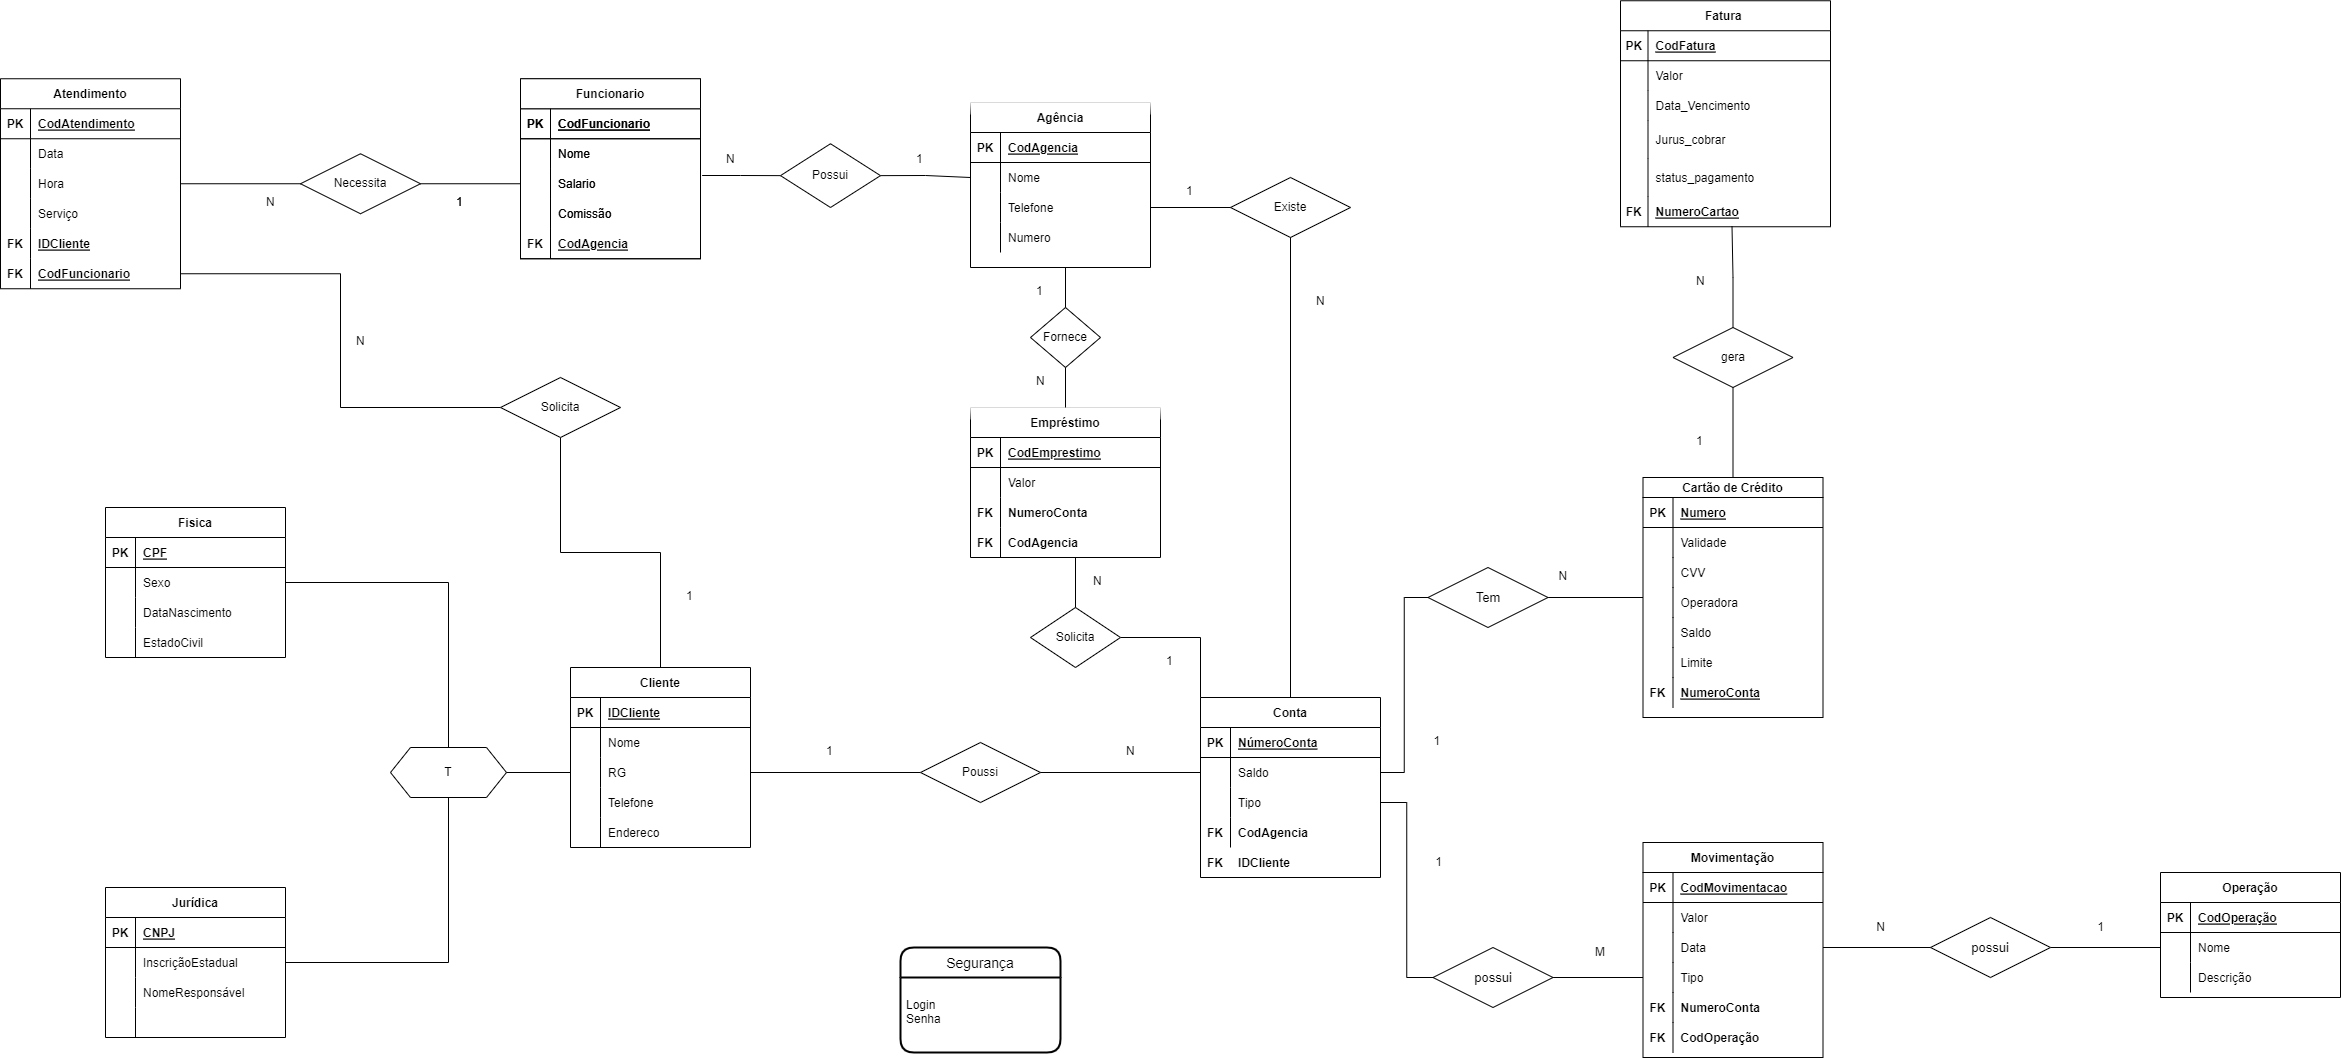 Fatura
PK CodFatura
Valor
Data_Vencimento
Jurus_cobrar
status_pagamento
FK NumeroCartao
Atendimento
PK CodAtendimento
Data
Hora
Serviço
FK IDCliente
FK CodFuncionario
N
Necessita
1
Funcionario
PK CodFuncionario
Nome
Salario
Comissão
FK CodAgencia
N
Possui
1
Agência
PK CodAgencia
Nome
Telefone
Numero
1
Existe
N
N
gera
1
1
Fornece
N
N
Solicita
1
Empréstimo
PK CodEmprestimo
Valor
FK NumeroConta
FK CodAgencia
N
Solicita
1
Cartão de Crédito
PK Numero
Validade
CVV
Operadora
Saldo
Limite
FK NumeroConta
N
Tem
1
Fisica
PK CPF
Sexo
DataNascimento
EstadoCivil
T
Cliente
PK IDCliente
Nome
RG
Telefone
Endereco
1
Poussi
N
Conta
PK NúmeroConta
Saldo
Tipo
FK CodAgencia
FK IDCliente
1
possui
M
Jurídica
PK CNPJ
InscriçãoEstadual
NomeResponsável
Segurança
Login
Senha
Movimentação
PK CodMovimentacao
Valor
Data
Tipo
FK NumeroConta
FK CodOperação
N
possui
1
Operação
PK CodOperação
Nome
Descrição